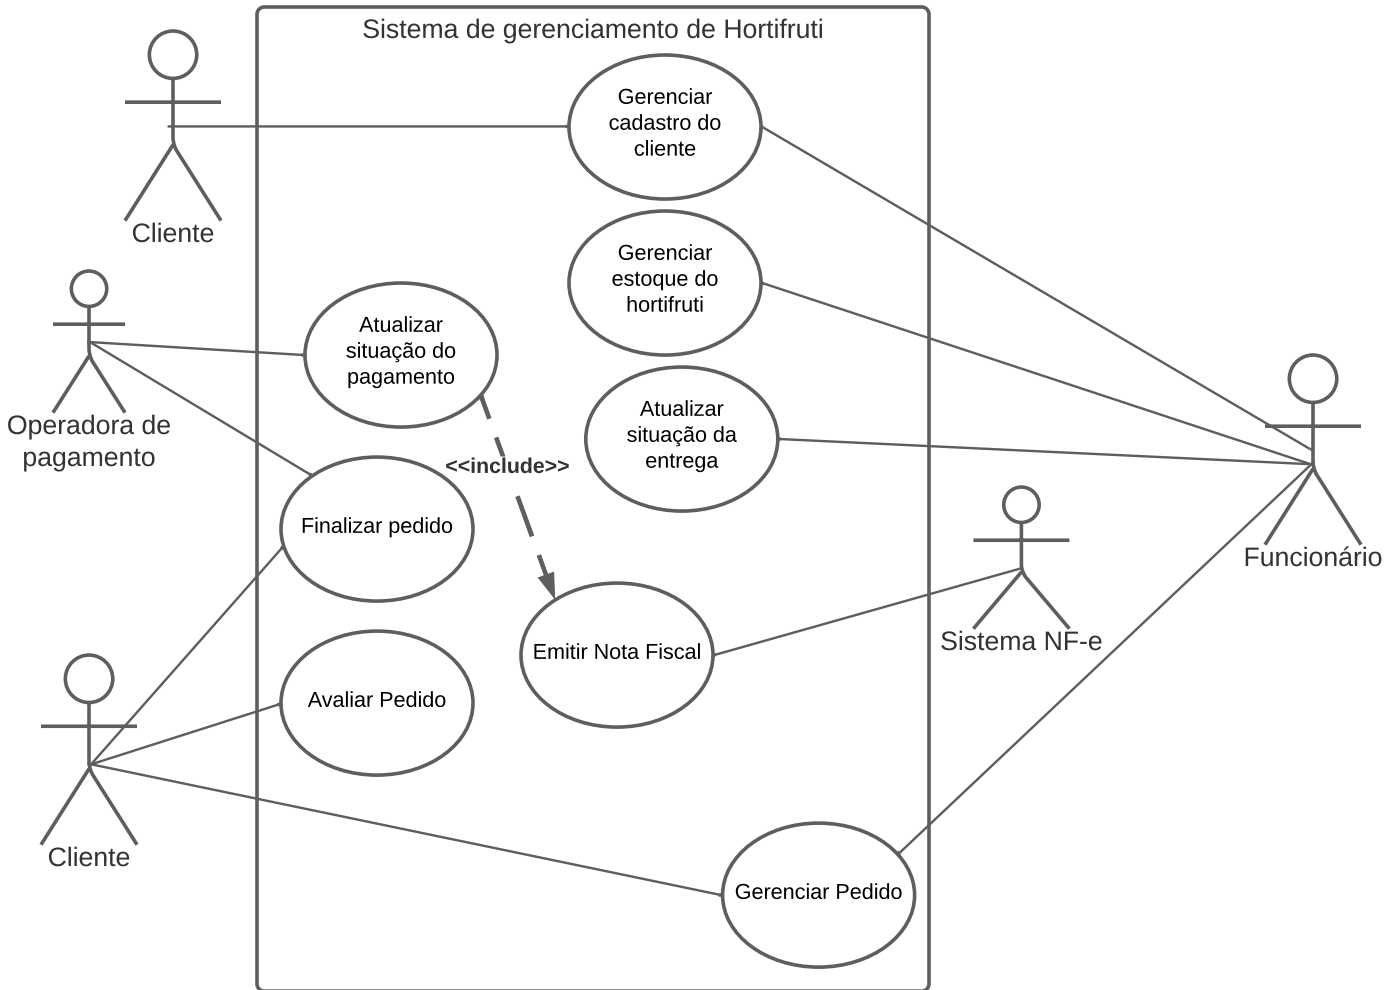 Sistema de gerenciamento de Hortifruti
Gerenciar
cadastro do
cliente
Cliente
Gerenciar
estoque do
hortifruti
Atualizar
situação do
pagamento
Operadora de
pagamento
Atualizar
situação da
entrega
<<include>>
Finalizar pedido
Funcionário
Sistema NF-e
Emitir Nota Fiscal
Avaliar Pedido
Cliente
Gerenciar Pedido